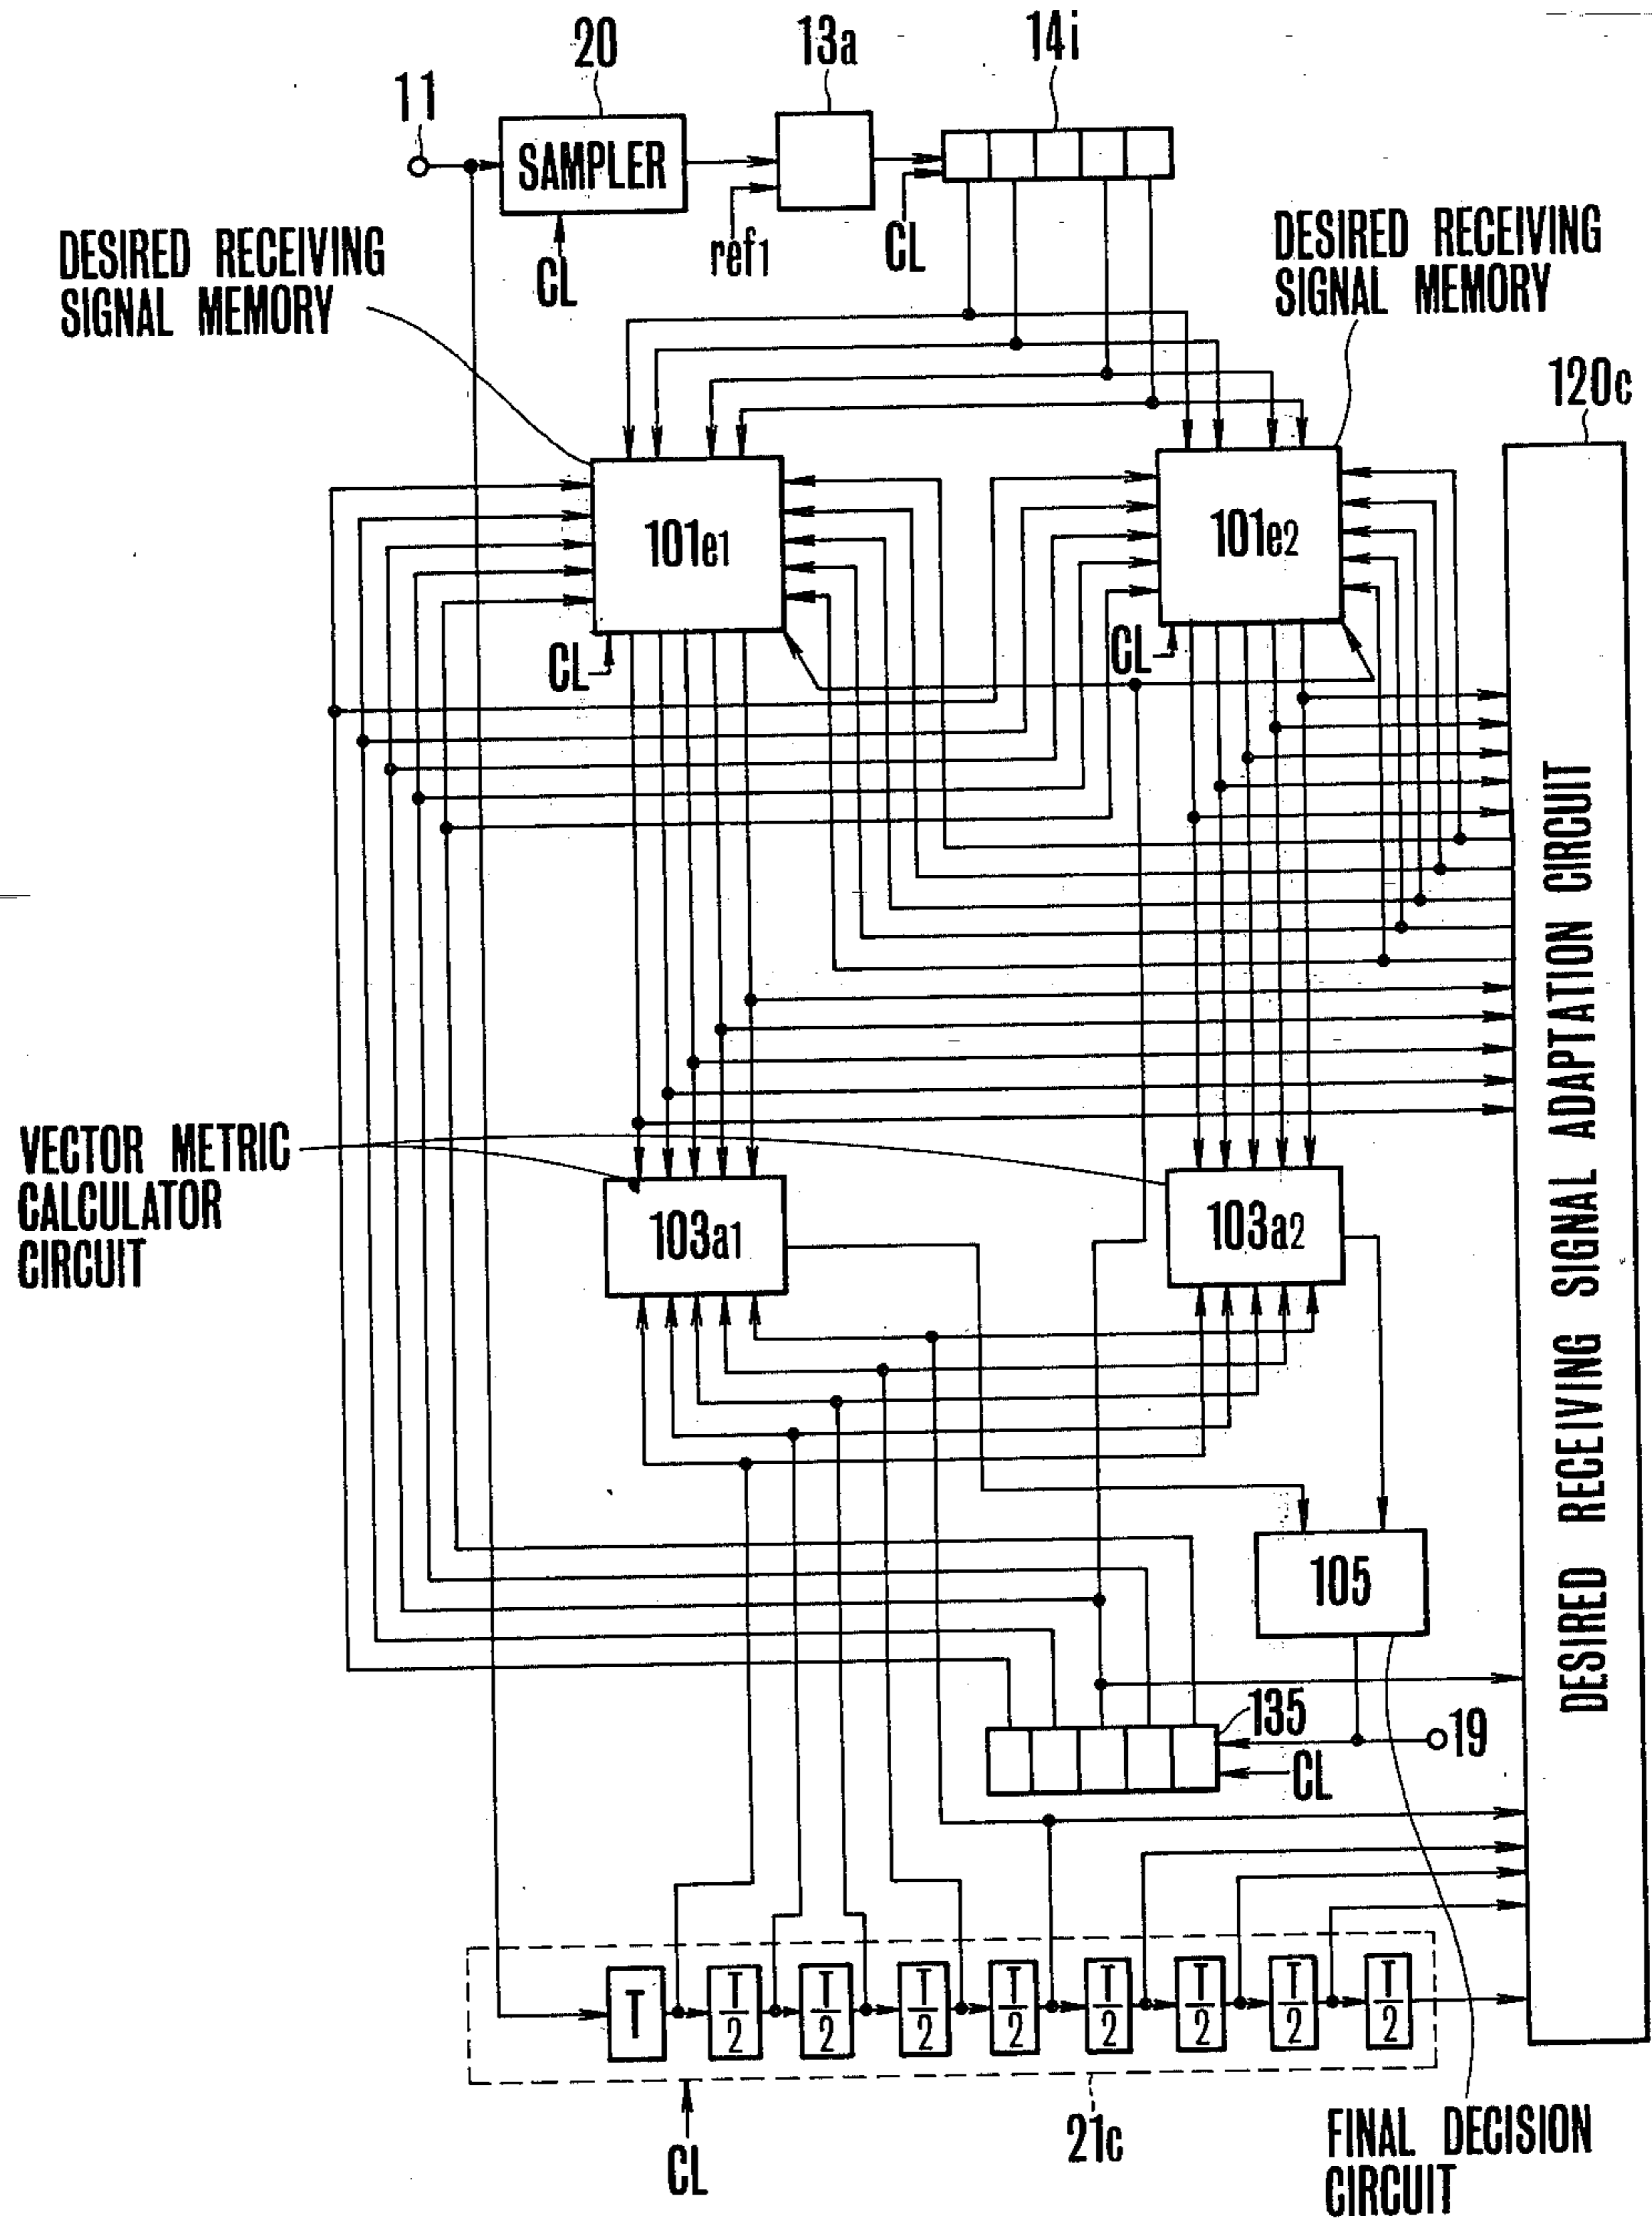 20
13a
14i
11
SAMPLER
ref1
CL
CL
DESIRED RECEIVING
SIGNAL MEMORY
DESIRED RECEIVING
SIGNAL MEMORY
120c
101e1
101e2
CL
CL
DESIRED RECEIVING SIGNAL ADAPTATION CIRCUIT
VECTOR METRIC
CALCULATOR
CIRCUIT
103a1
103a2
105
135
19
CL
T
T/2
T/2
T/2
T/2
T/2
T/2
T/2
T/2
CL
21c
FINAL DECISION
CIRCUIT